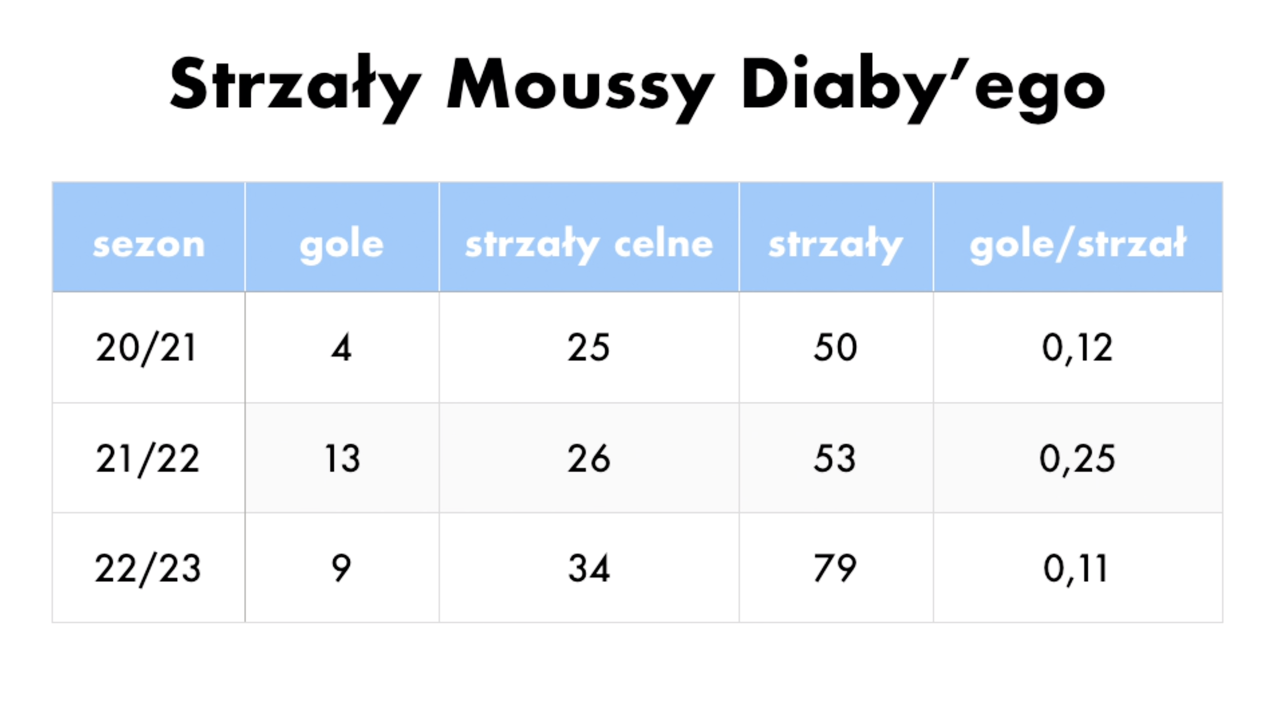 Strzały Moussy Diaby’ego
sezon gole strzały celne strzały gole/strzał
20/21 4 25 50 0,12
21/22 13 26 53 0,25
22/23 9 34 79 0,11